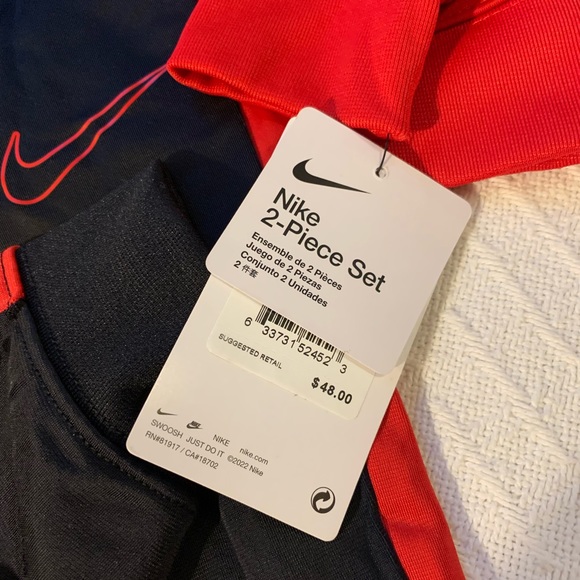 Nike
2-Piece Set
Ensemble de 2 Pièces
Juego de 2 Piezas
Conjunto 2 Unidades
2 件套
6 33731 52452 3
SUGGESTED RETAIL
$48.00
NIKE nike.com
SWOOSH JUST DO IT ©2022 Nike
RN#81917 / CA#18702